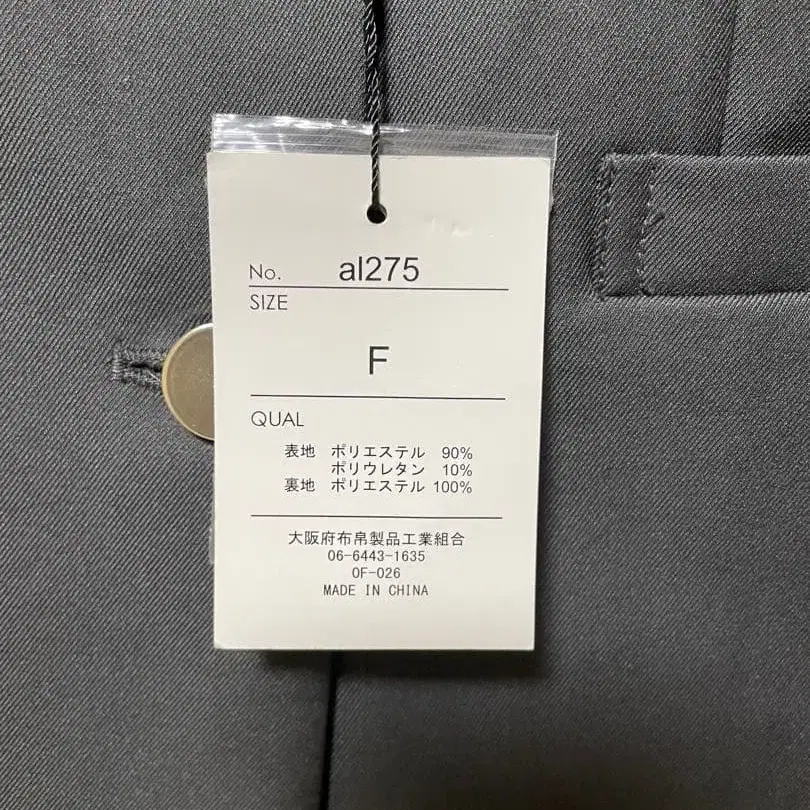 No. al275
SIZE
F
QUAL
表地 ポリエステル 90%
ポリウレタン 10%
裏地 ポリエステル 100%
大阪府布帛製品工業組合
06-6443-1635
OF-026
MADE IN CHINA